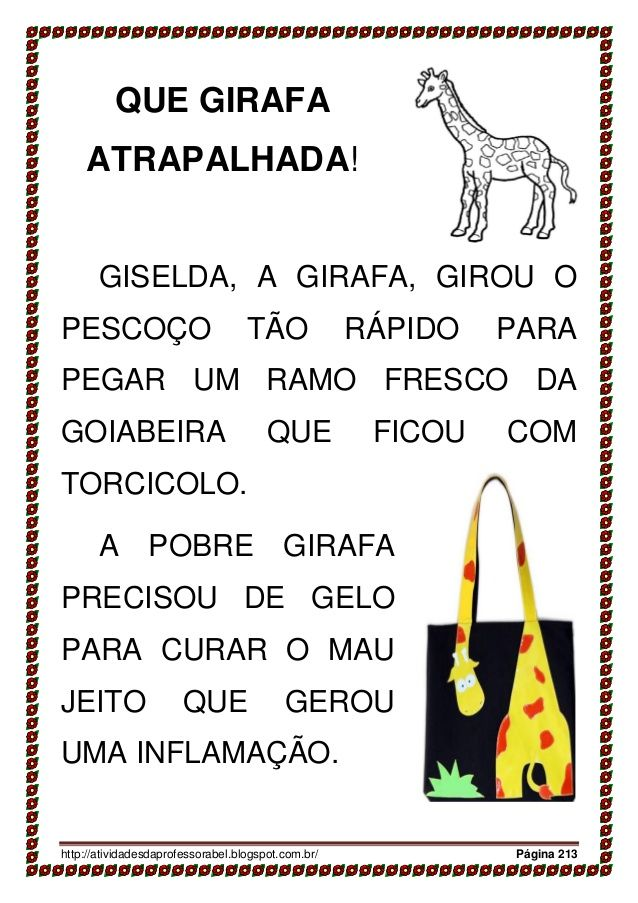 QUE GIRAFA
ATRAPALHADA!
GISELDA, A GIRAFA, GIROU O
PESCOÇO TÃO RÁPIDO PARA
PEGAR UM RAMO FRESCO DA
GOIABEIRA QUE FICOU COM
TORCICOLO.
A POBRE GIRAFA
PRECISOU DE GELO
PARA CURAR O MAU
JEITO QUE GEROU
UMA INFLAMAÇÃO.
http://atividadesdaprofessorabel.blogspot.com.br/ Página 213